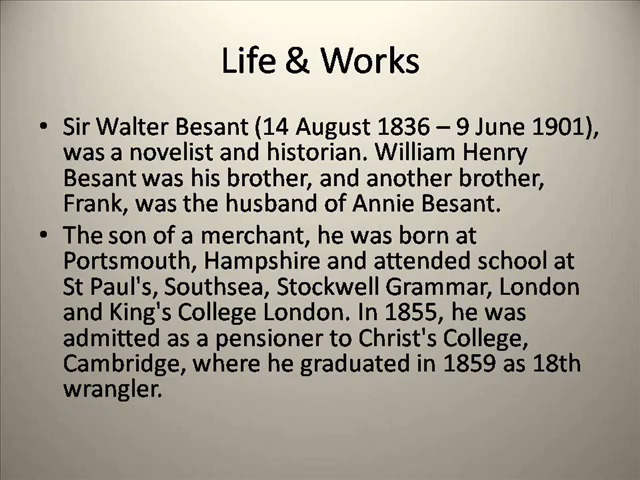 Life & Works
• Sir Walter Besant (14 August 1836 – 9 June 1901),
was a novelist and historian. William Henry
Besant was his brother, and another brother,
Frank, was the husband of Annie Besant.
• The son of a merchant, he was born at
Portsmouth, Hampshire and attended school at
St Paul's, Southsea, Stockwell Grammar, London
and King's College London. In 1855, he was
admitted as a pensioner to Christ's College,
Cambridge, where he graduated in 1859 as 18th
wrangler.